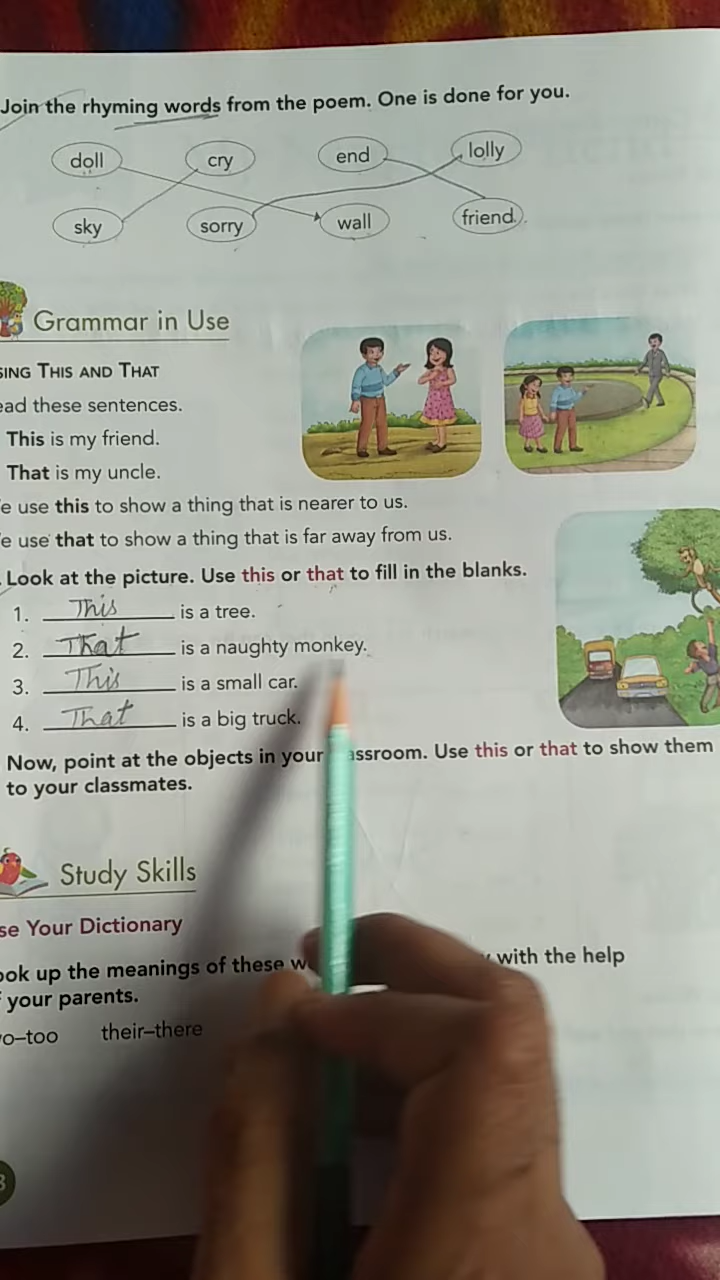 Join the rhyming words from the poem. One is done for you.
doll cry end lolly
sky sorry wall friend
Grammar in Use
THIS AND THAT
these sentences.
This is my friend.
That is my uncle.
use this to show a thing that is nearer to us.
use that to show a thing that is far away from us.
Look at the picture. Use this or that to fill in the blanks.
1. This is a tree.
2. That is a naughty monkey.
3. This is a small car.
4. That is a big truck.
Now, point at the objects in your Use this or that to show them
to your classmates.
Study Skills
Your Dictionary
up the meanings of these with the help
your parents.
too their–there